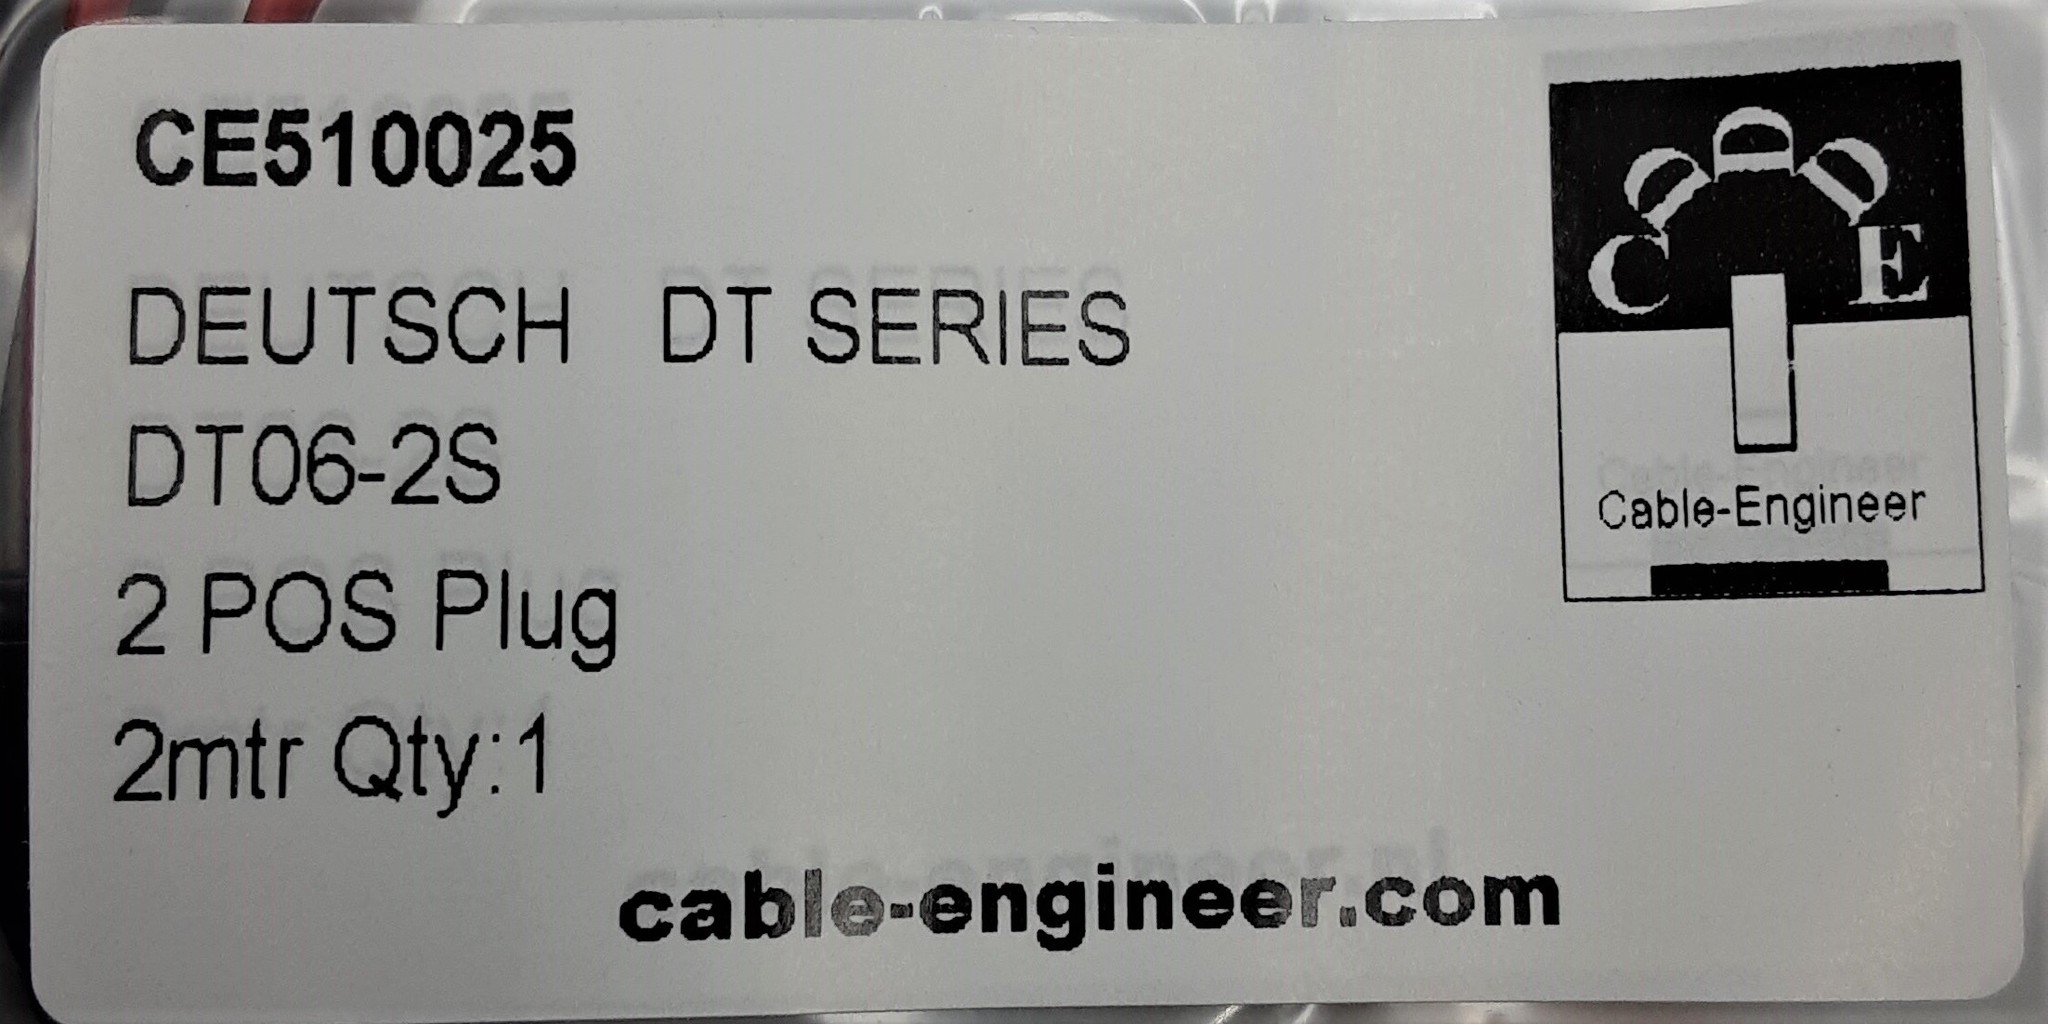 CE510025
DEUTSCH DT SERIES
DT06-2S
2 POS Plug
2mtr Qty:1
cable-engineer.com
C E
Cable-Engineer